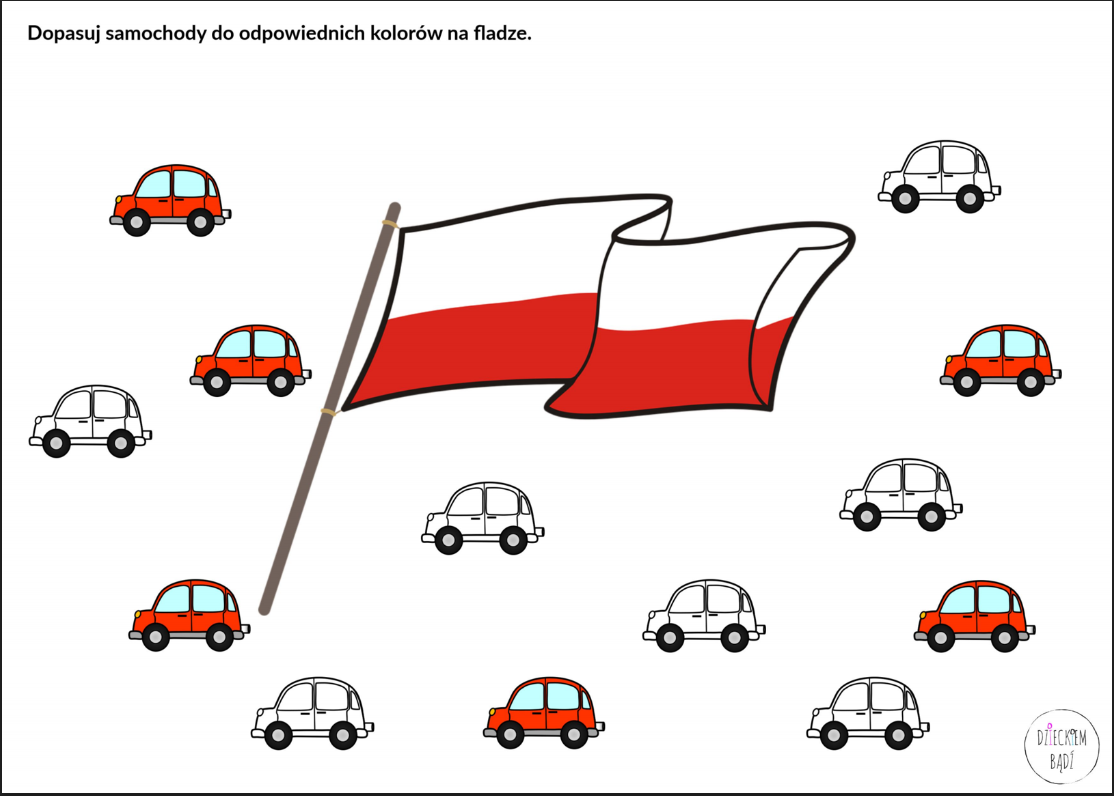 Dopasuj samochody do odpowiednich kolorów na fladze.
DZIECKIEM
BĄDŹ